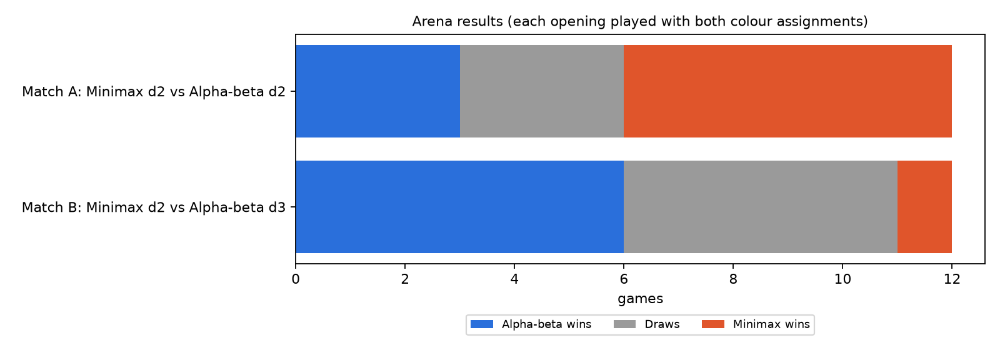 Arena results (each opening played with both colour assignments)
Match A: Minimax d2 vs Alpha-beta d2
Match B: Minimax d2 vs Alpha-beta d3
0 2 4 6 8 10 12
games
Alpha-beta wins Draws Minimax wins